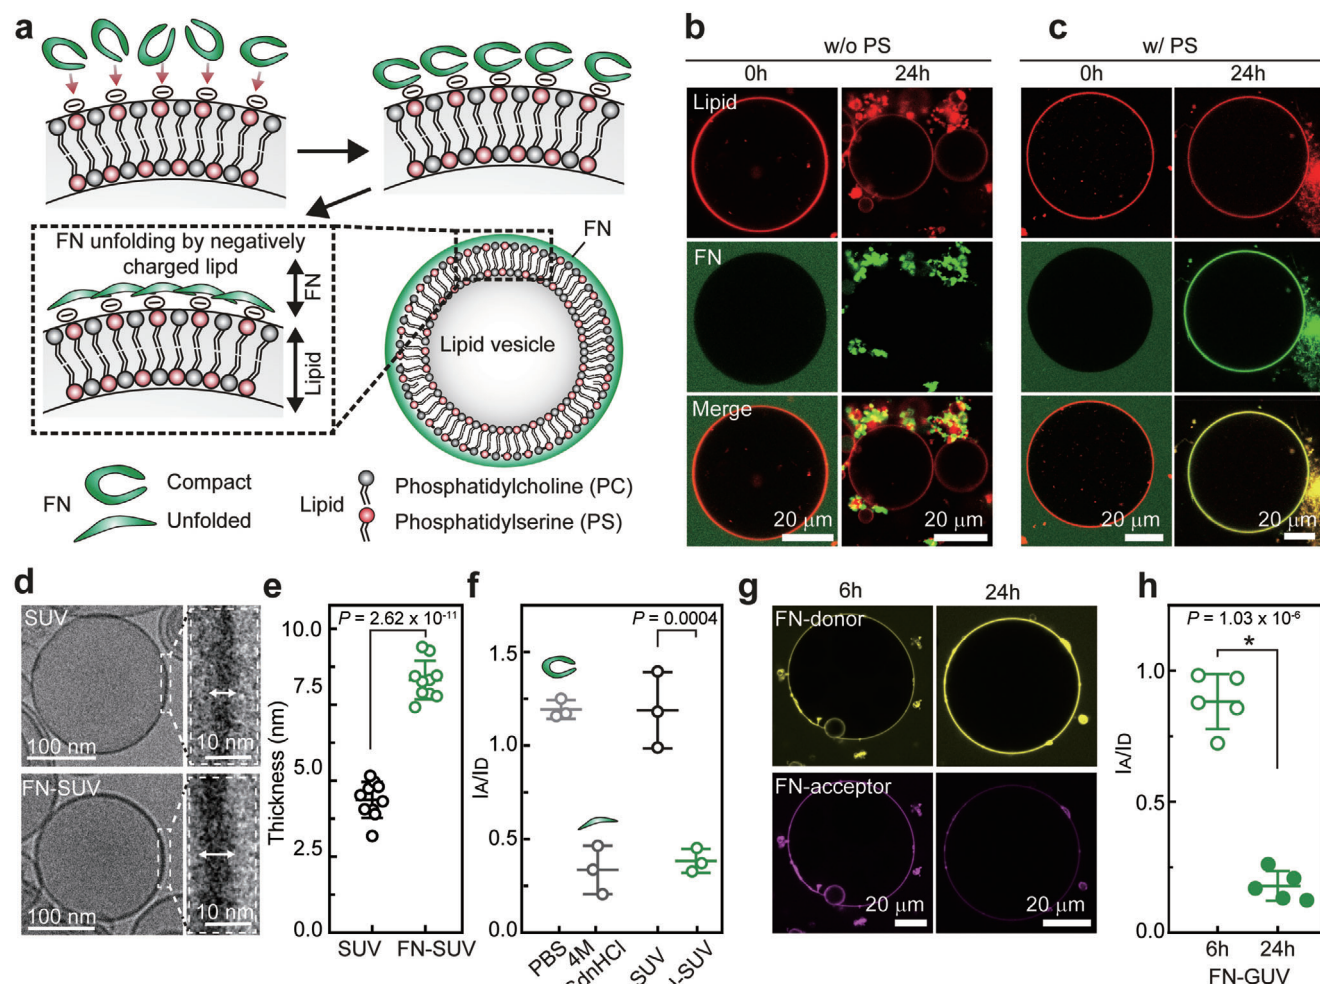 a
FN
FN unfolding by negatively
charged lipd
FN
Lipid
Lipid vesicle
FN
Compact
Unfolded
Lipid
Phosphatidylcholine (PC)
Phosphatidylserine (PS)
b
w/o PS
0h
24h
Lipid
FN
Merge
20 μm
20 μm
c
w/ PS
0h
24h
20 μm
20 μm
d
SUV
100 nm
10 nm
FN-SUV
100 nm
10 nm
e
P = 2.62 x 10-11
Thickness (nm)
10.0
7.5
5.0
2.5
0.0
SUV
FN-SUV
f
P = 0.0004
IA/ID
1.5
1.0
0.5
0.0
PBS
4M
SUV
g
6h
24h
FN-donor
FN-acceptor
20 μm
20 μm
h
P = 1.03 x 10-6
*
IA/ID
1.0
0.5
0.0
6h
24h
FN-GUV